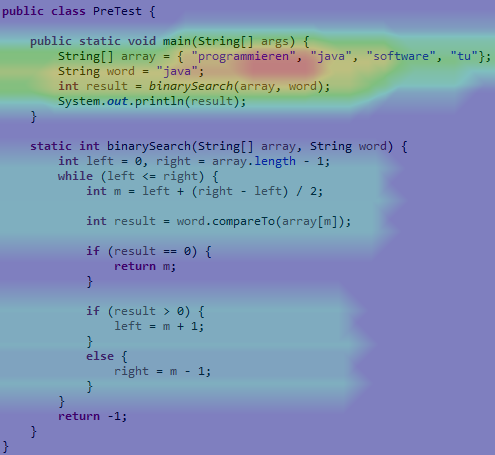 public class PreTest {
public static void main(String[] args) {
String[] array = { "programmieren", "java", "software", "tu"};
String word = "java";
int result = binarySearch(array, word);
System.out.println(result);
}
static int binarySearch(String[] array, String word) {
int left = 0, right = array.length - 1;
while (left <= right) {
int m = left + (right - left) / 2;
int result = word.compareTo(array[m]);
if (result == 0) {
return m;
}
if (result > 0) {
left = m + 1;
}
else {
right = m - 1;
}
}
return -1;
}
}